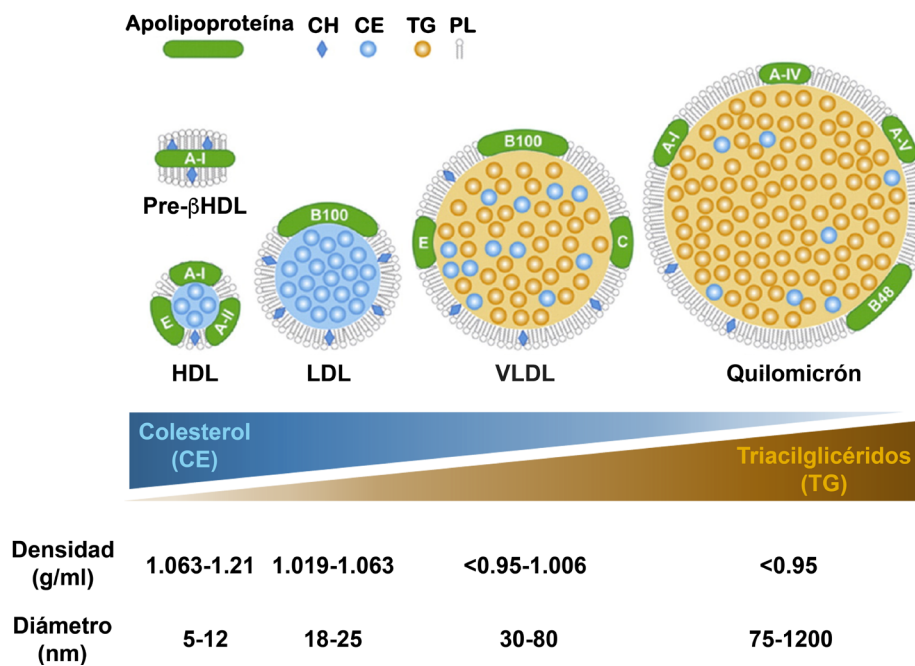 Apolipoproteína CH CE TG PL
A-I
Pre-βHDL
A-I
E
A-II
HDL
B100
LDL
B100
E
C
VLDL
A-IV
A-I
A-V
B48
Quilomicrón
Colesterol
(CE)
Triacilglicéridos
(TG)
Densidad
(g/ml)
1.063-1.21 1.019-1.063 <0.95-1.006 <0.95
Diámetro
(nm)
5-12 18-25 30-80 75-1200